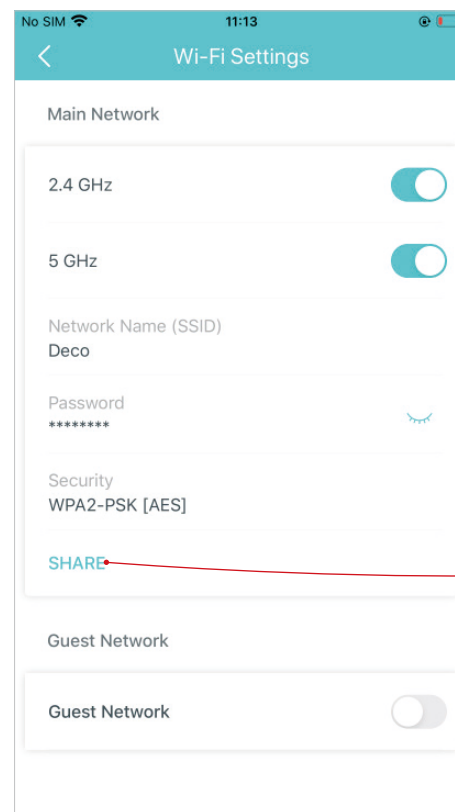 No SIM 11:13
Wi-Fi Settings
Main Network
2.4 GHz
5 GHz
Network Name (SSID)
Deco
Password
********
Security
WPA2-PSK [AES]
SHARE
Guest Network
Guest Network